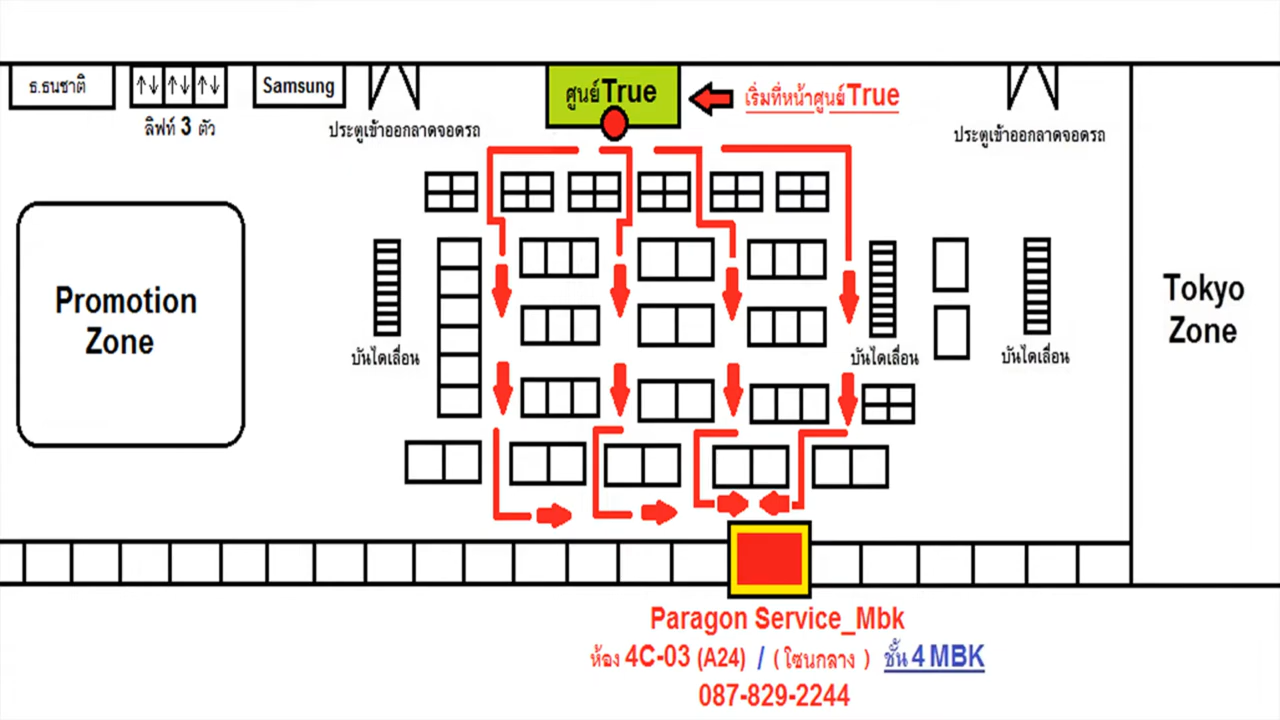 ธ.ธนชาติ
↑↓ ↑↓ ↑↓
ลิฟท์ 3 ตัว
Samsung
ประตูเข้าออกลาดจอดรถ
ศูนย์True
เริ่มที่หน้าศูนย์True
ประตูเข้าออกลาดจอดรถ
Promotion
Zone
บันไดเลื่อน
บันไดเลื่อน
บันไดเลื่อน
Tokyo
Zone
Paragon Service_Mbk
ห้อง 4C-03 (A24) / ( โซนกลาง ) ชั้น 4 MBK
087-829-2244